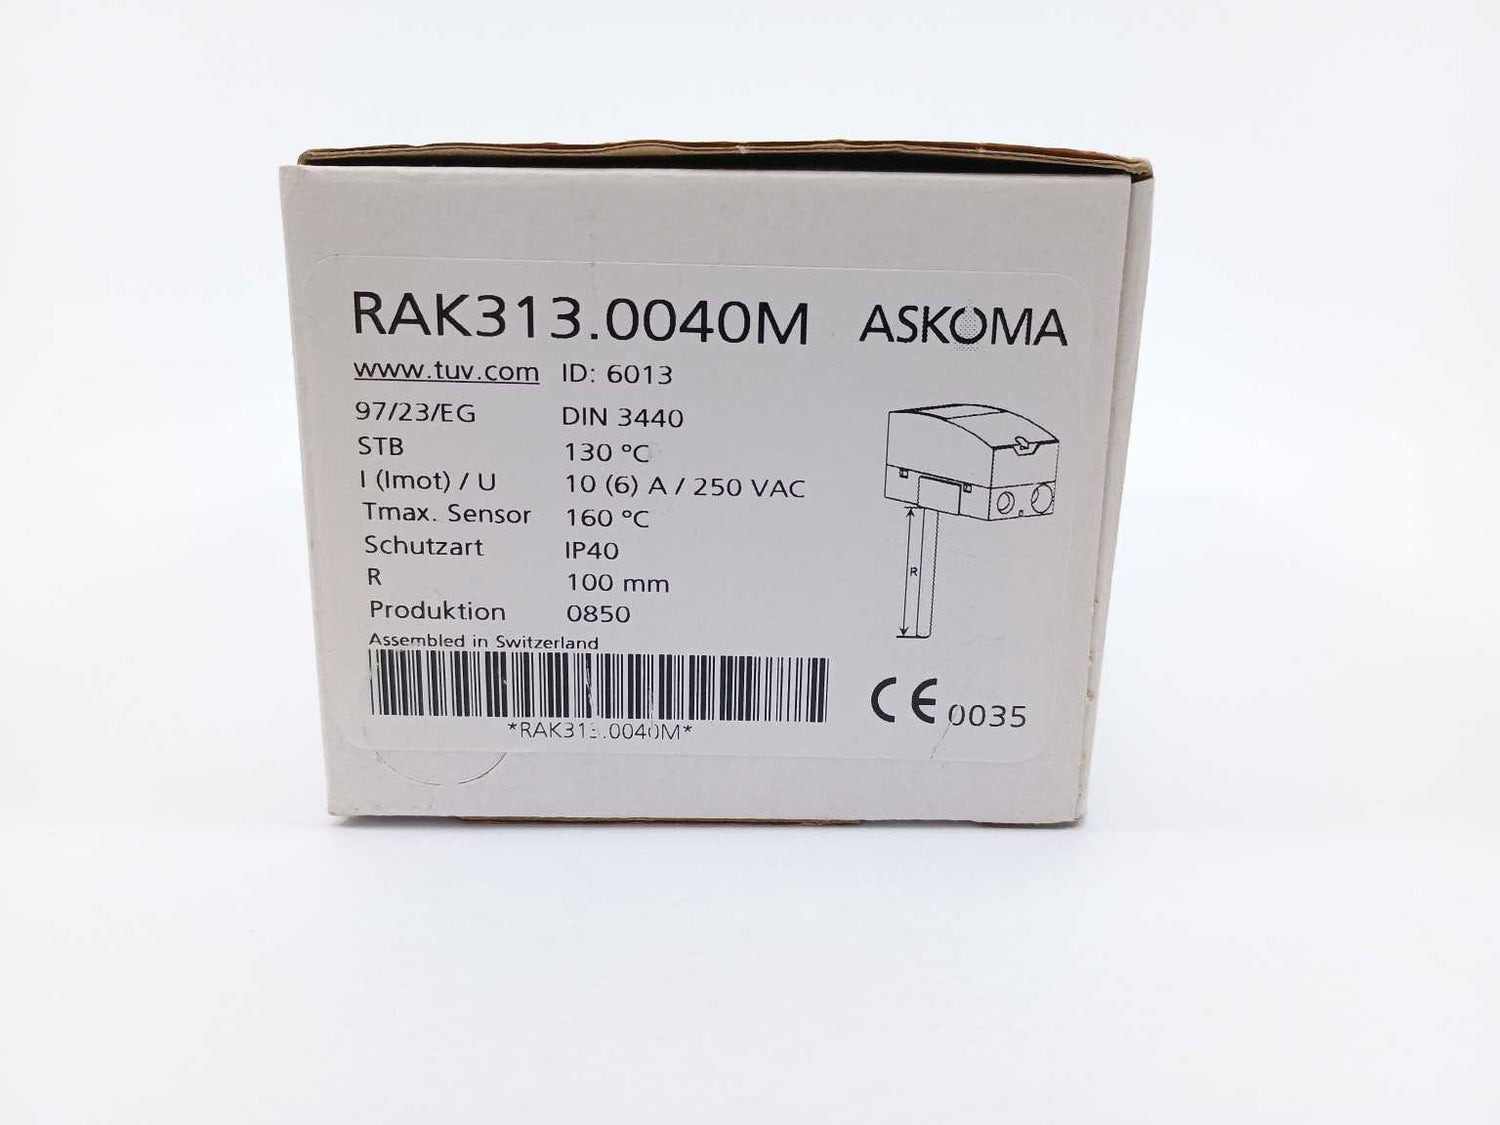 RAK313.0040M ASKOMA
www.tuv.com ID: 6013
97/23/EG DIN 3440
STB 130 °C
I (Imot) / U 10 (6) A / 250 VAC
Tmax. Sensor 160 °C
Schutzart IP40
R 100 mm
Produktion 0850
Assembled in Switzerland
*RAK313.0040M*
R
CE 0035